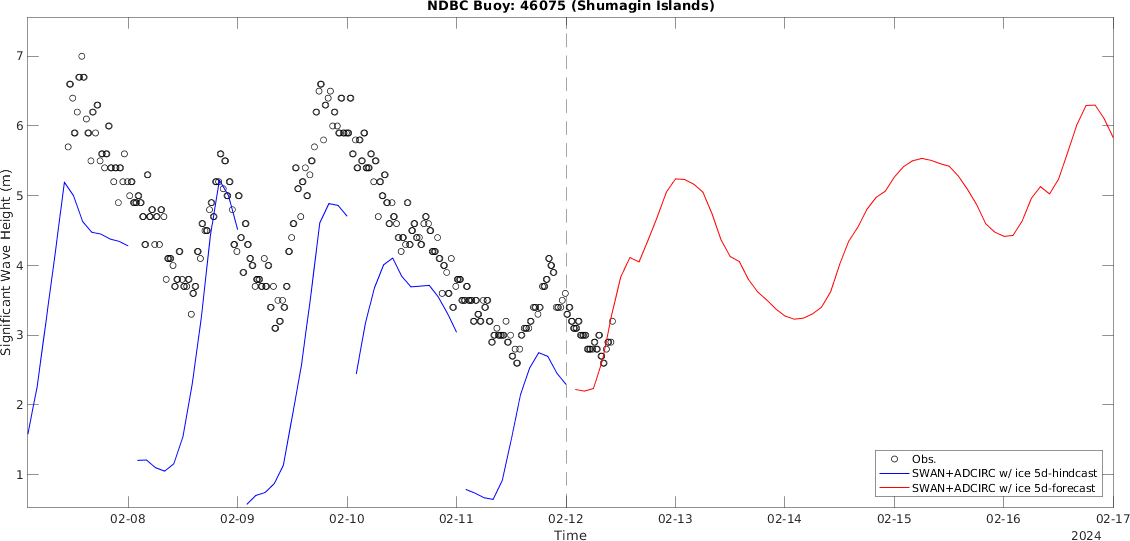 NDBC Buoy: 46075 (Shumagin Islands)
7
6
5
4
3
2
1
Significant Wave Height (m)
Obs.
SWAN+ADCIRC w/ ice 5d-hindcast
SWAN+ADCIRC w/ ice 5d-forecast
02-08 02-09 02-10 02-11 02-12 02-13 02-14 02-15 02-16 02-17
Time
2024